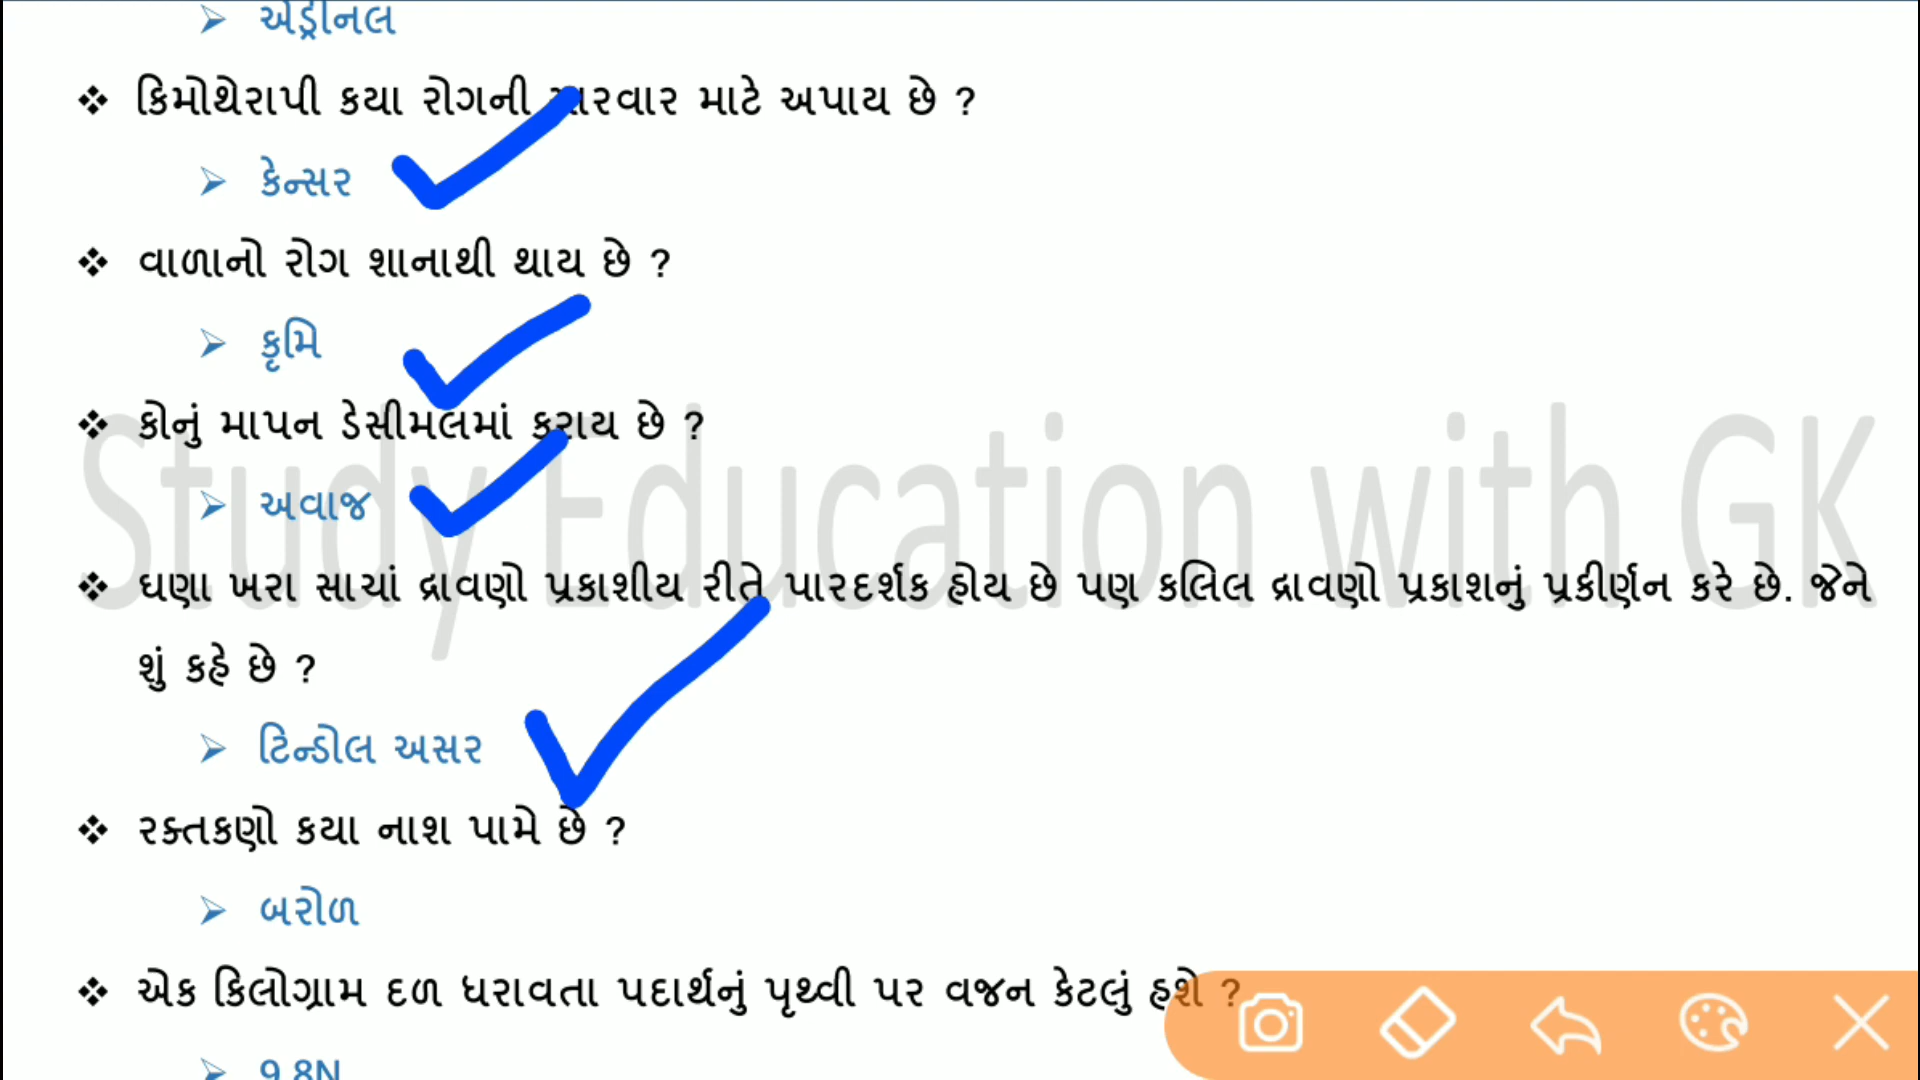 એડ્રીનલ
કિમોથેરાપી કયા રોગની સારવાર માટે અપાય છે ?
કેન્સર
વાળાનો રોગ શાનાથી થાય છે ?
કૃમિ
કોનું માપન ડેસીમલમાં કરાય છે ?
અવાજ
ઘણા ખરા સાચાં દ્રાવણો પ્રકાશીય રીતે પારદર્શક હોય છે પણ કલિલ દ્રાવણો પ્રકાશનું પ્રકીર્ણન કરે છે. જેને
શું કહે છે ?
ટિન્ડોલ અસર
રક્તકણો કયા નાશ પામે છે ?
બરોળ
એક કિલોગ્રામ દળ ધરાવતા પદાર્થનું પૃથ્વી પર વજન કેટલું હશે ?
9.8N
Study Education with GK